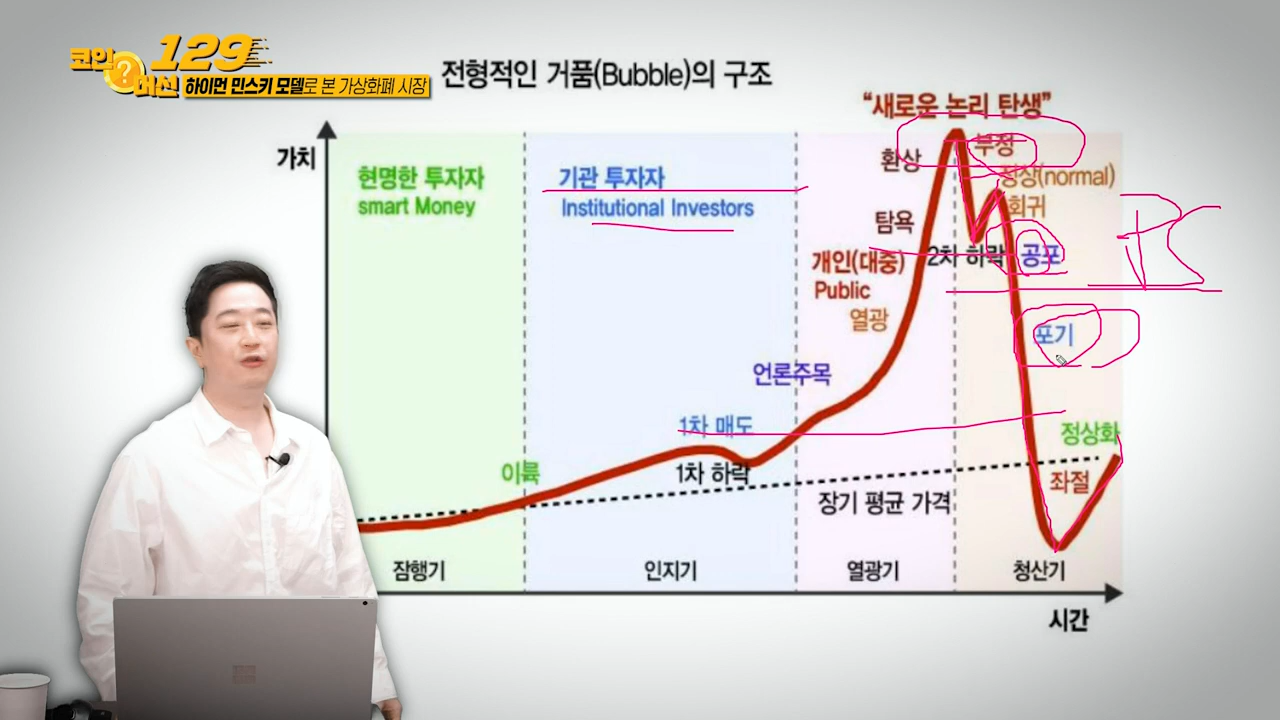 코인 129
머신
하이먼 민스키 모델로 본 가상화폐 시장
전형적인 거품(Bubble)의 구조
가치
현명한 투자자
smart Money
기관 투자자
Institutional Investors
"새로운 논리 탄생"
환상
부정
정상(normal)
회귀
탐욕
개인(대중)
Public
2차 하락
공포
열광
포기
언론주목
1차 매도
정상화
이륙
1차 하락
좌절
장기 평균 가격
잠행기
인지기
열광기
청산기
시간